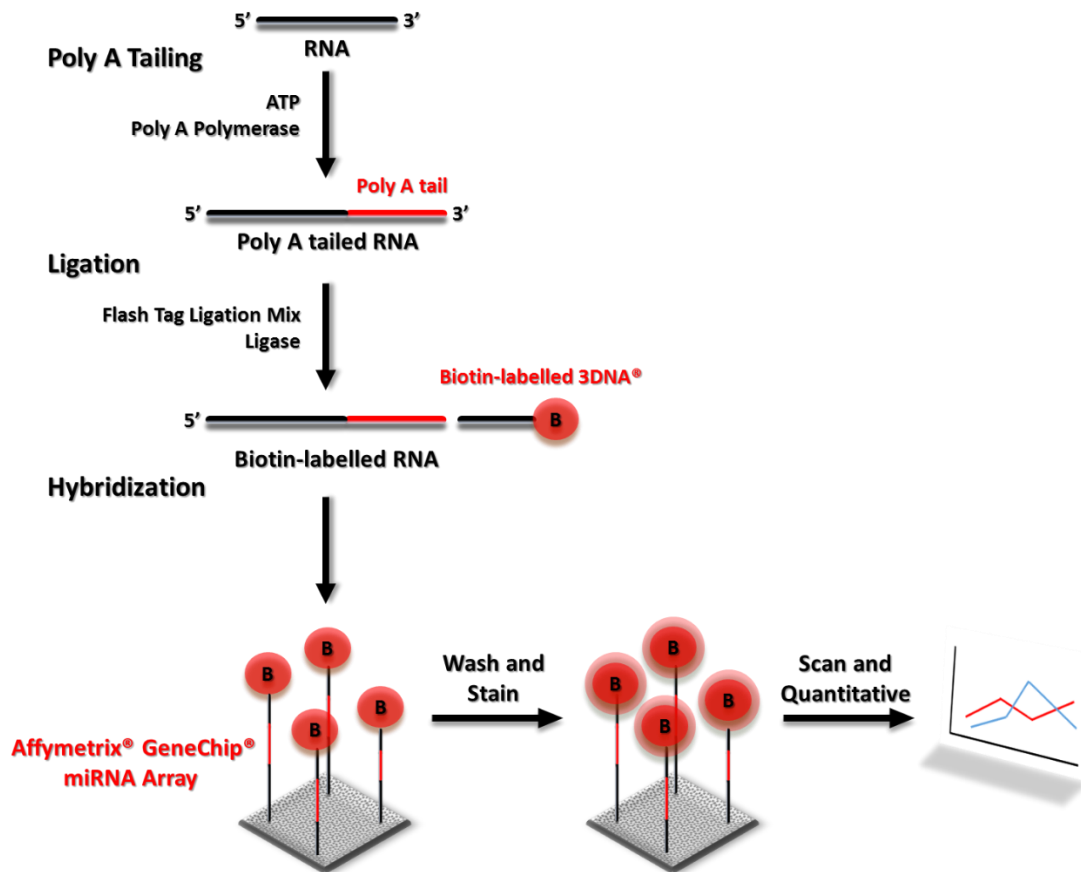 5’ 3’
RNA
Poly A Tailing
ATP
Poly A Polymerase
Poly A tail
5’ 3’
Poly A tailed RNA
Ligation
Flash Tag Ligation Mix
Ligase
Biotin-labelled 3DNA®
5’ B
Biotin-labelled RNA
Hybridization
B
B
B
B
Affymetrix® GeneChip®
miRNA Array
Wash and
Stain
B
B
B
B
Scan and
Quantitative